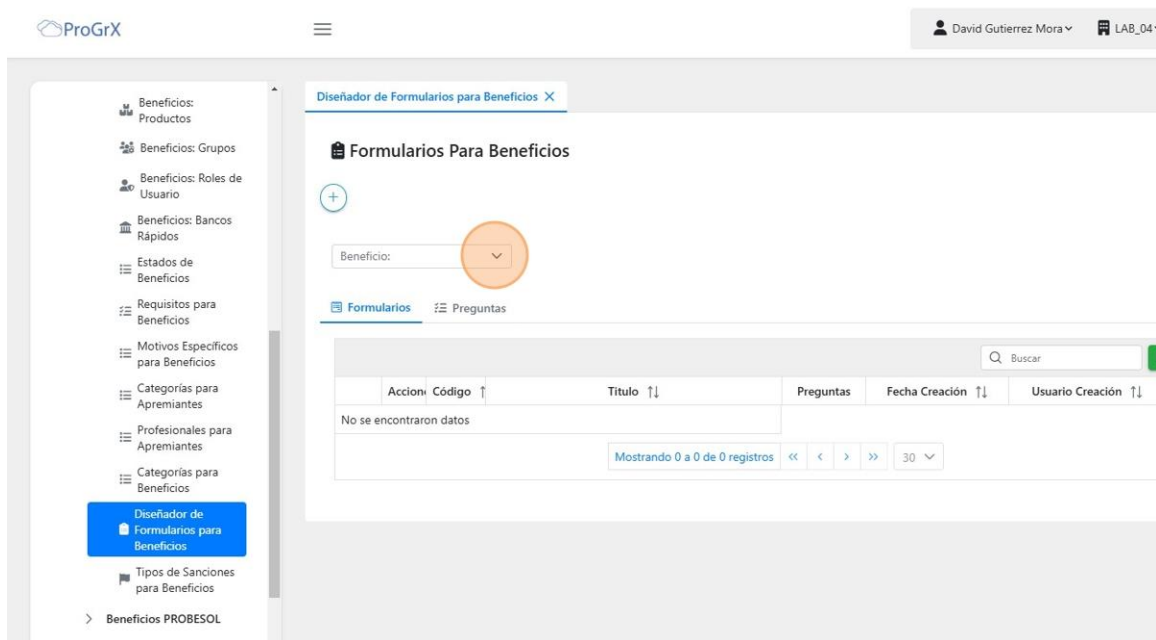 ProGrX
David Gutierrez Mora
LAB_04
Beneficios:
Productos
Beneficios: Grupos
Beneficios: Roles de
Usuario
Beneficios: Bancos
Rápidos
Estados de
Beneficios
Requisitos para
Beneficios
Motivos Específicos
para Beneficios
Categorías para
Apremiantes
Profesionales para
Apremiantes
Categorías para
Beneficios
Diseñador de
Formularios para
Beneficios
Tipos de Sanciones
para Beneficios
Beneficios PROBESOL
Diseñador de Formularios para Beneficios
Formularios Para Beneficios
Beneficio:
Formularios Preguntas
Buscar
Accion Código Titulo Preguntas Fecha Creación Usuario Creación
No se encontraron datos
Mostrando 0 a 0 de 0 registros « ‹ › » 30